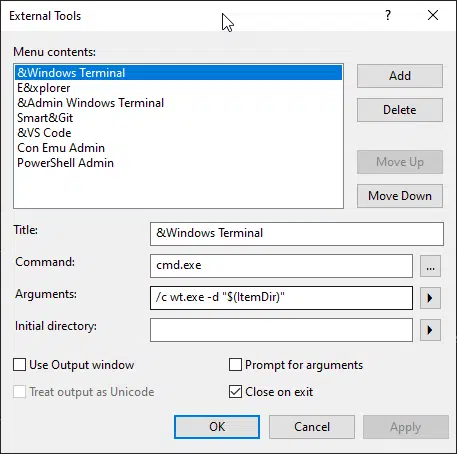 External Tools
?
Menu contents:
&Windows Terminal
E&xplorer
&Admin Windows Terminal
Smart&Git
&VS Code
Con Emu Admin
PowerShell Admin
Add
Delete
Move Up
Move Down
Title:
&Windows Terminal
Command:
cmd.exe
...
Arguments:
/c wt.exe -d "$(ItemDir)"
Initial directory:
Use Output window
Prompt for arguments
Treat output as Unicode
Close on exit
OK
Cancel
Apply